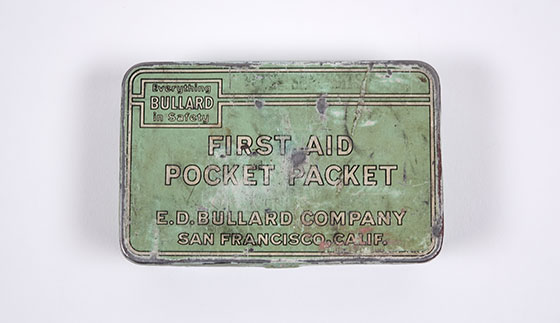 Everything
BULLARD
in Safety
FIRST AID
POCKET PACKET
E.D. BULLARD COMPANY
SAN FRANCISCO, CALIF.